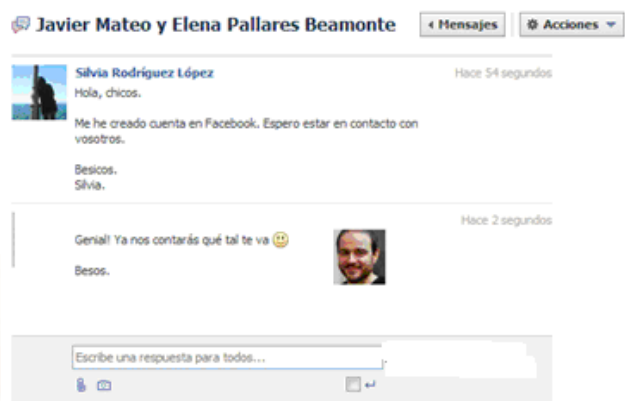 Javier Mateo y Elena Pallares Beamonte
Mensajes
Acciones
Silvia Rodríguez López
Hace 54 segundos
Hola, chicos.
Me he creado cuenta en Facebook. Espero estar en contacto con
vosotros.
Besicos.
Silvia.
Hace 2 segundos
Genial! Ya nos contarás qué tal te va
Besos.
Escribe una respuesta para todos...